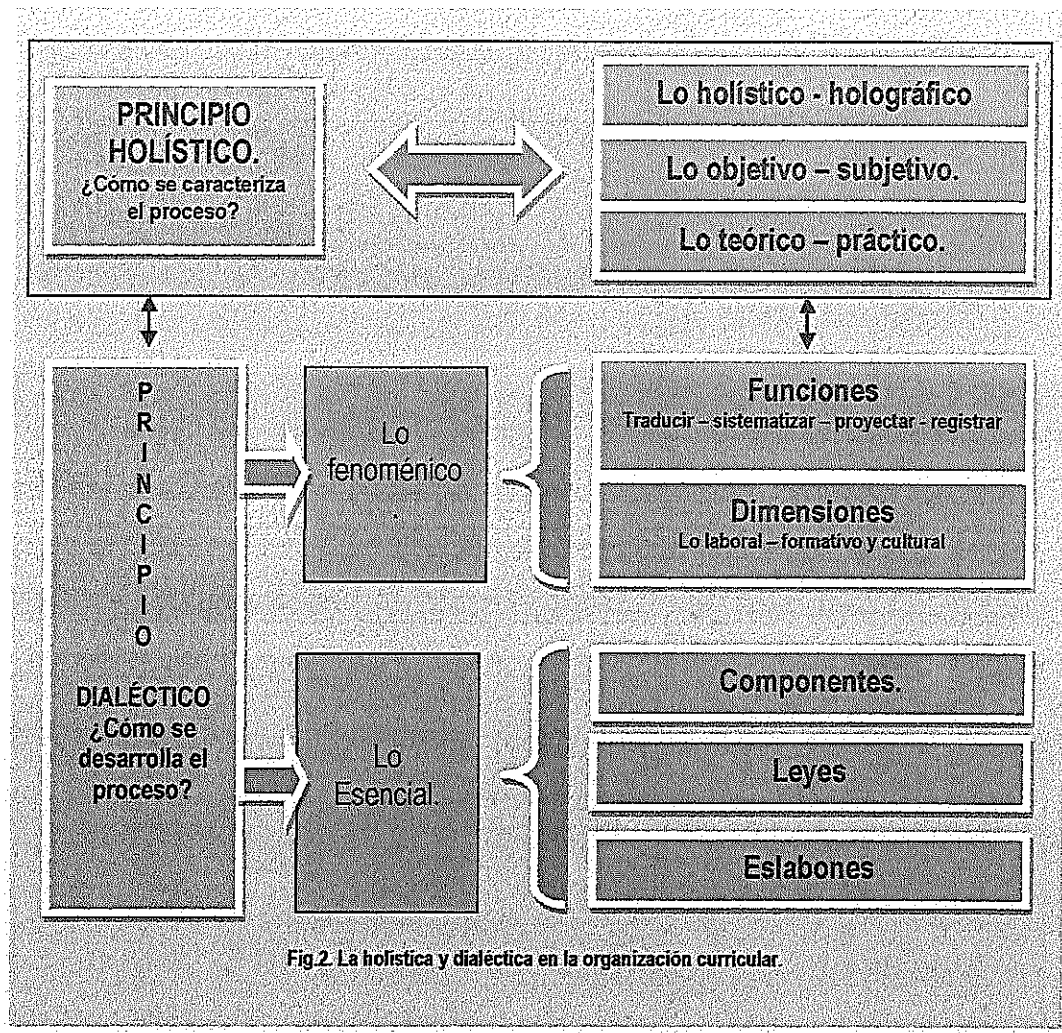 PRINCIPIO
HOLÍSTICO.
¿Cómo se caracteriza
el proceso?
Lo holístico - holográfico
Lo objetivo – subjetivo.
Lo teórico – práctico.
P
R
I
N
C
I
P
I
O
DIALÉCTICO
¿Cómo se
desarrolla el
proceso?
Lo
fenoménico
.
Funciones
Traducir – sistematizar – proyectar - registrar
Dimensiones
Lo laboral – formativo y cultural
Lo
Esencial.
Componentes.
Leyes
Eslabones
Fig.2. La holística y dialéctica en la organización curricular.